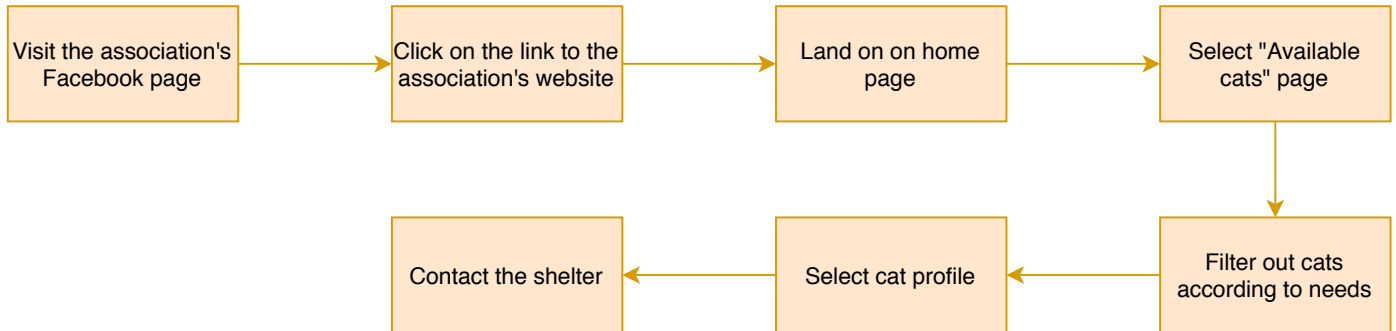 Visit the association's
Facebook page
Click on the link to the
association's website
Land on on home
page
Select "Available
cats" page
Filter out cats
according to needs
Select cat profile
Contact the shelter